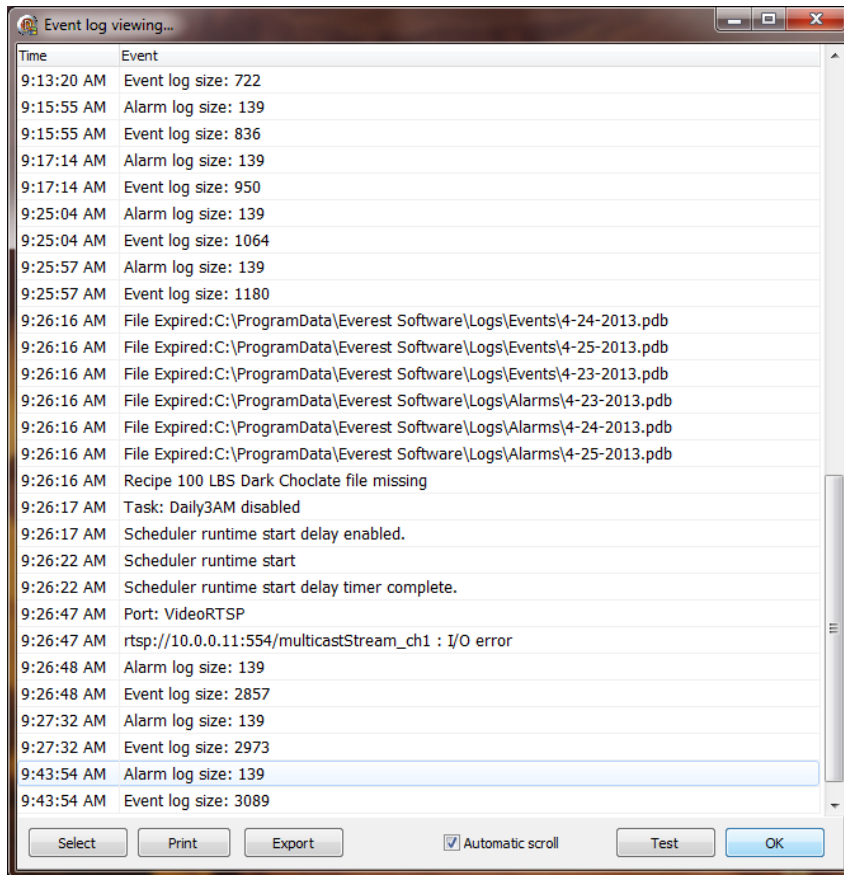 Event log viewing...
Time Event
9:13:20 AM Event log size: 722
9:15:55 AM Alarm log size: 139
9:15:55 AM Event log size: 836
9:17:14 AM Alarm log size: 139
9:17:14 AM Event log size: 950
9:25:04 AM Alarm log size: 139
9:25:04 AM Event log size: 1064
9:25:57 AM Alarm log size: 139
9:25:57 AM Event log size: 1180
9:26:16 AM File Expired:C:\ProgramData\Everest Software\Logs\Events\4-24-2013.pdb
9:26:16 AM File Expired:C:\ProgramData\Everest Software\Logs\Events\4-25-2013.pdb
9:26:16 AM File Expired:C:\ProgramData\Everest Software\Logs\Events\4-23-2013.pdb
9:26:16 AM File Expired:C:\ProgramData\Everest Software\Logs\Alarms\4-23-2013.pdb
9:26:16 AM File Expired:C:\ProgramData\Everest Software\Logs\Alarms\4-24-2013.pdb
9:26:16 AM File Expired:C:\ProgramData\Everest Software\Logs\Alarms\4-25-2013.pdb
9:26:16 AM Recipe 100 LBS Dark Choclate file missing
9:26:17 AM Task: Daily3AM disabled
9:26:17 AM Scheduler runtime start delay enabled.
9:26:22 AM Scheduler runtime start
9:26:22 AM Scheduler runtime start delay timer complete.
9:26:47 AM Port: VideoRTSP
9:26:47 AM rtsp://10.0.0.11:554/multicastStream_ch1 : I/O error
9:26:48 AM Alarm log size: 139
9:26:48 AM Event log size: 2857
9:27:32 AM Alarm log size: 139
9:27:32 AM Event log size: 2973
9:43:54 AM Alarm log size: 139
9:43:54 AM Event log size: 3089
Select Print Export Automatic scroll Test OK